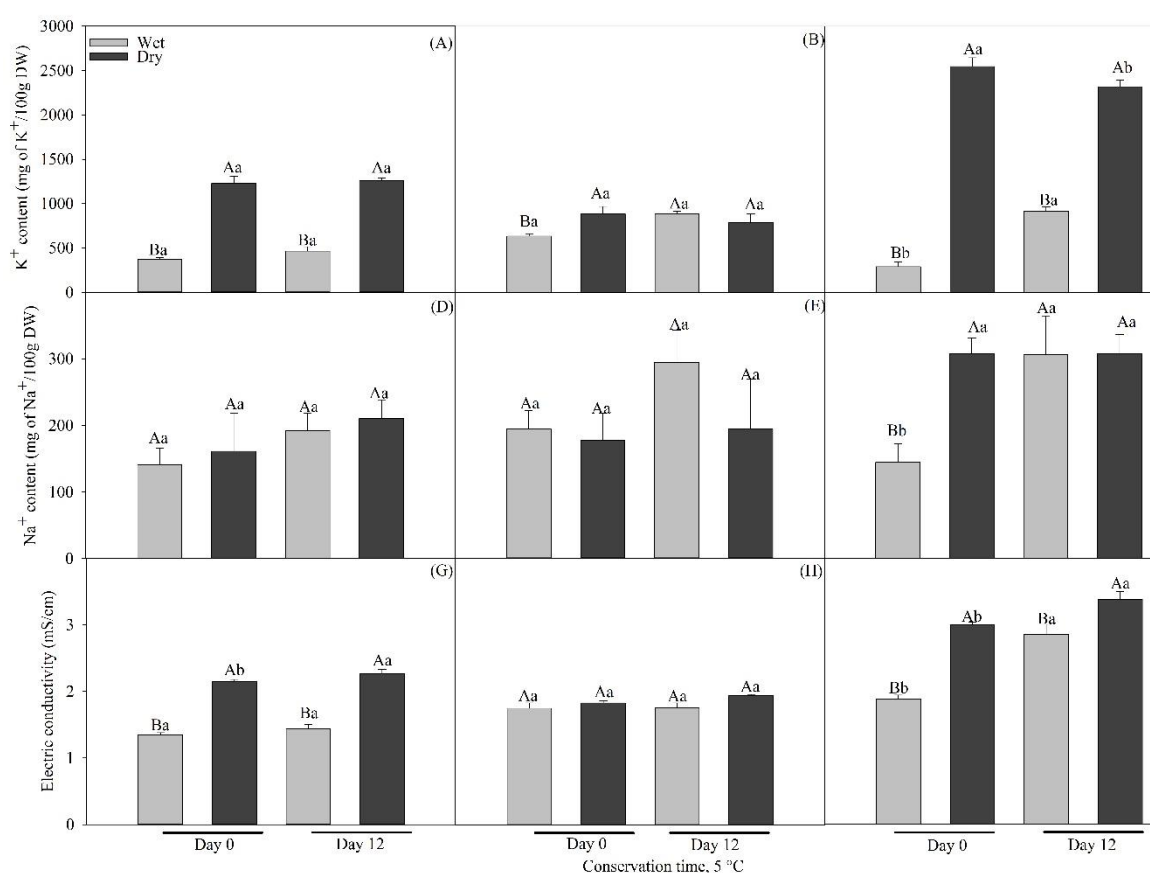 3000
2500
2000
1500
1000
500
0
K⁺ content (mg of K⁺/100g DW)
Wet
Dry
(A)
Ba
Aa
Ba
Aa
(B)
Ba
Aa
Aa
Aa
Bb
Aa
Ba
Ab
300
200
100
0
Na⁺ content (mg of Na⁺/100g DW)
(D)
Aa
Aa
Aa
Aa
(E)
Aa
Aa
Aa
Aa
Bb
Aa
Aa
Aa
3
2
1
0
Electric conductivity (mS/cm)
(G)
Ba
Ab
Ba
Aa
(H)
Aa
Aa
Aa
Aa
Bb
Ab
Ba
Aa
Day 0
Day 12
Day 0
Day 12
Day 0
Day 12
Conservation time, 5 °C